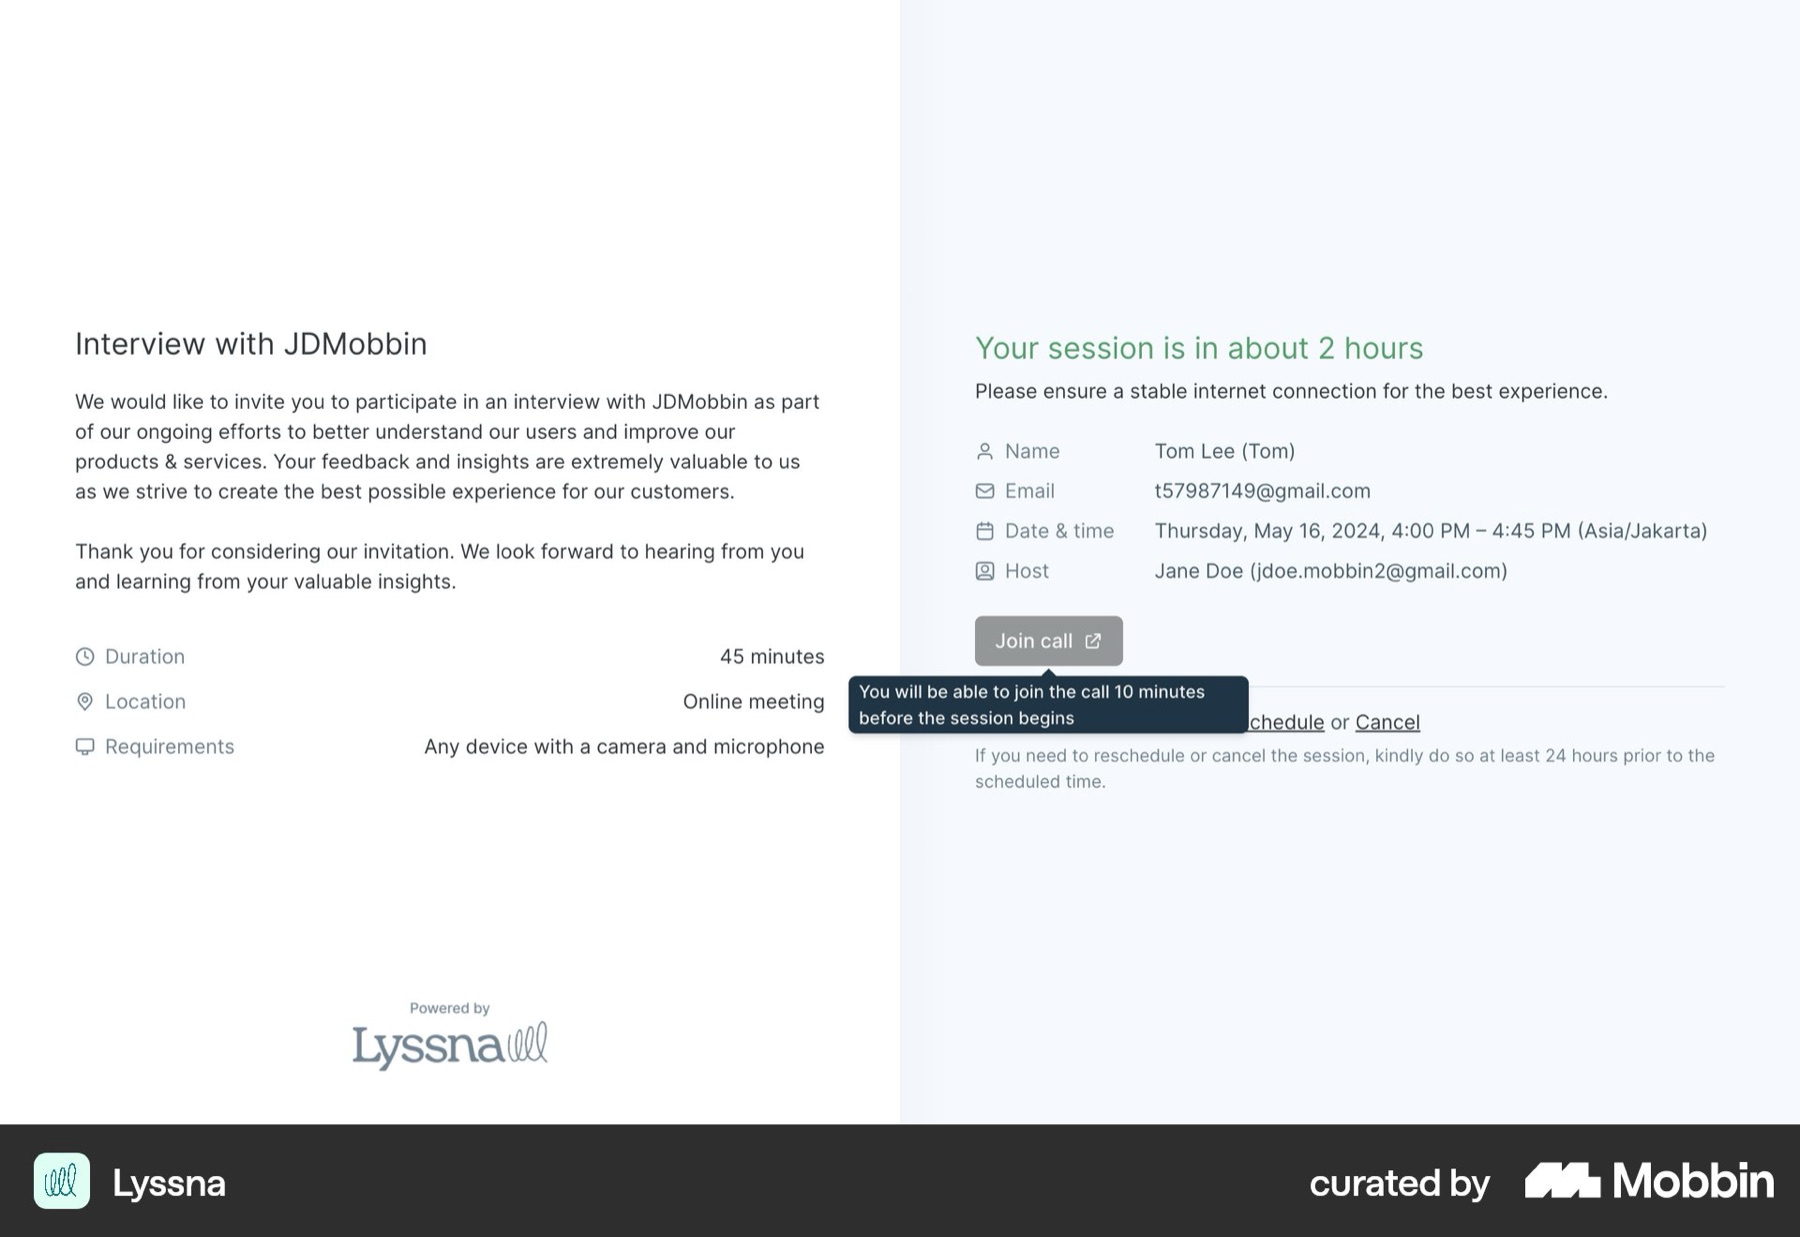 Interview with JDMobbin
We would like to invite you to participate in an interview with JDMobbin as part
of our ongoing efforts to better understand our users and improve our
products & services. Your feedback and insights are extremely valuable to us
as we strive to create the best possible experience for our customers.
Thank you for considering our invitation. We look forward to hearing from you
and learning from your valuable insights.
Duration 45 minutes
Location Online meeting
Requirements Any device with a camera and microphone
Powered by
Lyssna
Your session is in about 2 hours
Please ensure a stable internet connection for the best experience.
Name Tom Lee (Tom)
Email t57987149@gmail.com
Date & time Thursday, May 16, 2024, 4:00 PM – 4:45 PM (Asia/Jakarta)
Host Jane Doe (jdoe.mobbin2@gmail.com)
Join call
You will be able to join the call 10 minutes
before the session begins
chedule or Cancel
If you need to reschedule or cancel the session, kindly do so at least 24 hours prior to the
scheduled time.
Lyssna
curated by Mobbin